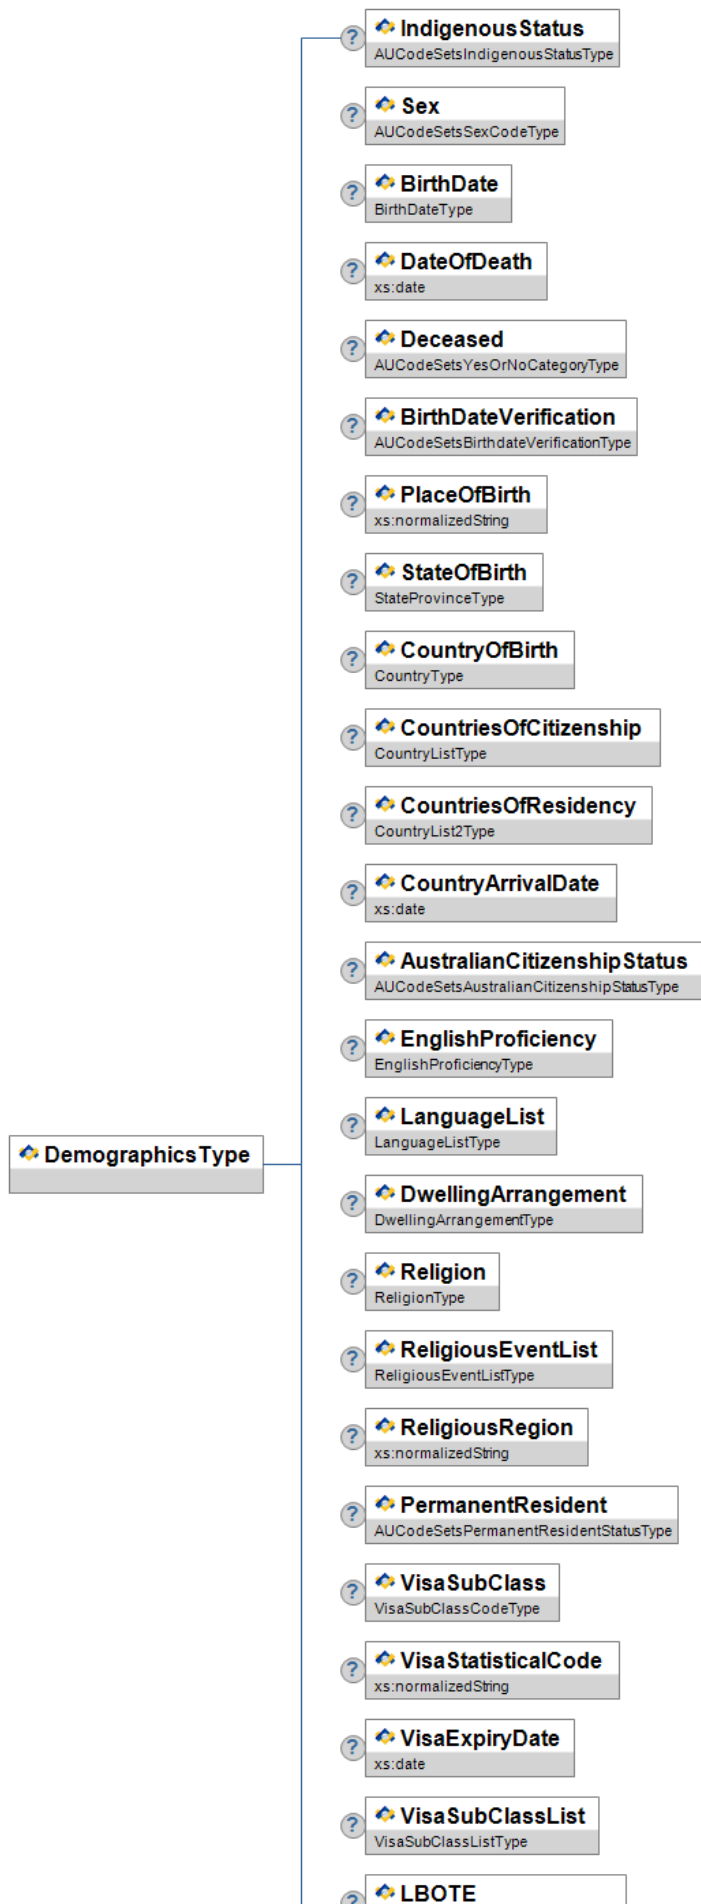 ?
IndigenousStatus
AUCodeSetsIndigenousStatusType
?
Sex
AUCodeSetsSexCodeType
?
BirthDate
BirthDateType
?
DateOfDeath
xs:date
?
Deceased
AUCodeSetsYesOrNoCategoryType
?
BirthDateVerification
AUCodeSetsBirthdateVerificationType
?
PlaceOfBirth
xs:normalizedString
?
StateOfBirth
StateProvinceType
?
CountryOfBirth
CountryType
?
CountriesOfCitizenship
CountryListType
?
CountriesOfResidency
CountryList2Type
?
CountryArrivalDate
xs:date
?
AustralianCitizenshipStatus
AUCodeSetsAustralianCitizenshipStatusType
?
EnglishProficiency
EnglishProficiencyType
?
LanguageList
LanguageListType
DemographicsType
?
DwellingArrangement
DwellingArrangementType
?
Religion
ReligionType
?
ReligiousEventList
ReligiousEventListType
?
ReligiousRegion
xs:normalizedString
?
PermanentResident
AUCodeSetsPermanentResidentStatusType
?
VisaSubClass
VisaSubClassCodeType
?
VisaStatisticalCode
xs:normalizedString
?
VisaExpiryDate
xs:date
?
VisaSubClassList
VisaSubClassListType
?
LBOTE